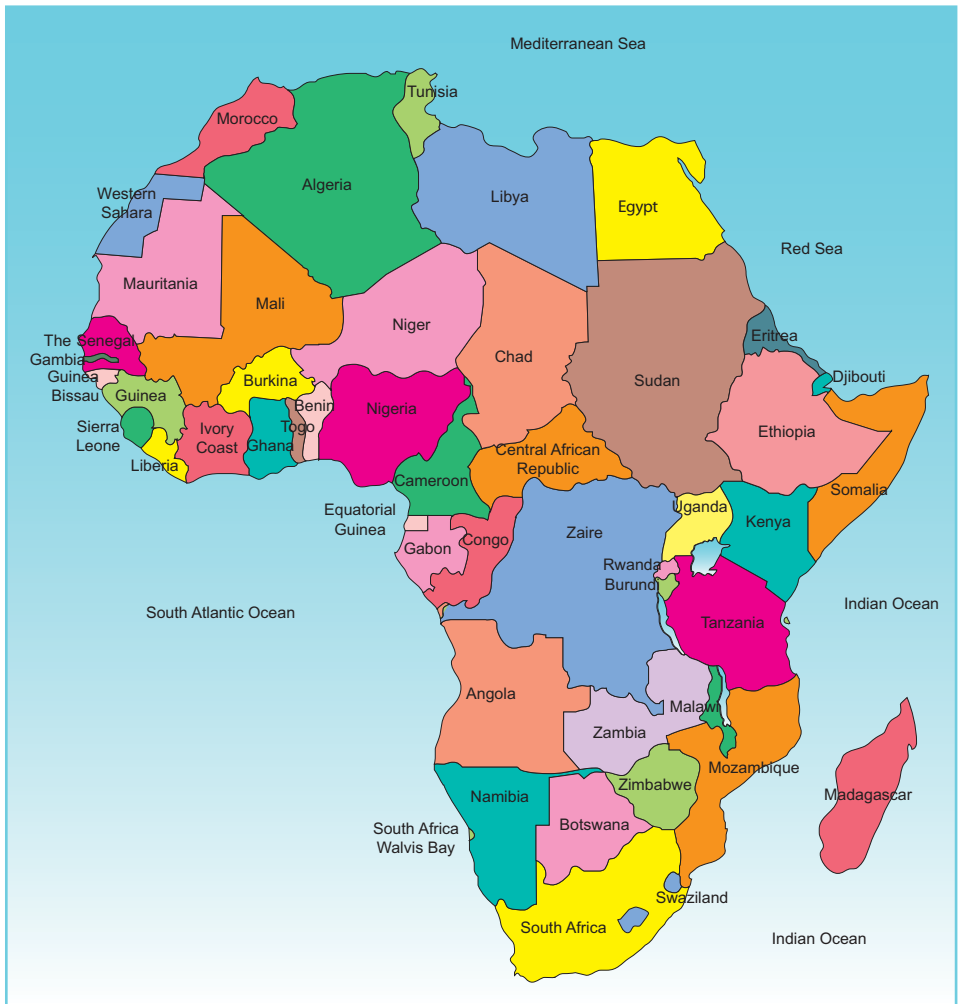 Mediterranean Sea
Tunisia
Morocco
Algeria
Libya
Egypt
Western
Sahara
Red Sea
Mauritania
Mali
Niger
Chad
Sudan
Eritrea
The Senegal
Gambia
Guinea
Bissau
Guinea
Burkina
Benin
Nigeria
Djibouti
Ethiopia
Sierra
Leone
Ivory
Coast
Ghana
Togo
Liberia
Central African
Republic
Cameroon
Somalia
Equatorial
Guinea
Uganda
Kenya
Zaire
Congo
Gabon
Rwanda
Burund
Indian Ocean
South Atlantic Ocean
Tanzania
Angola
Malawi
Zambia
Mozambique
Zimbabwe
Madagascar
Namibia
Botswana
South Africa
Walvis Bay
Swaziland
South Africa
Indian Ocean